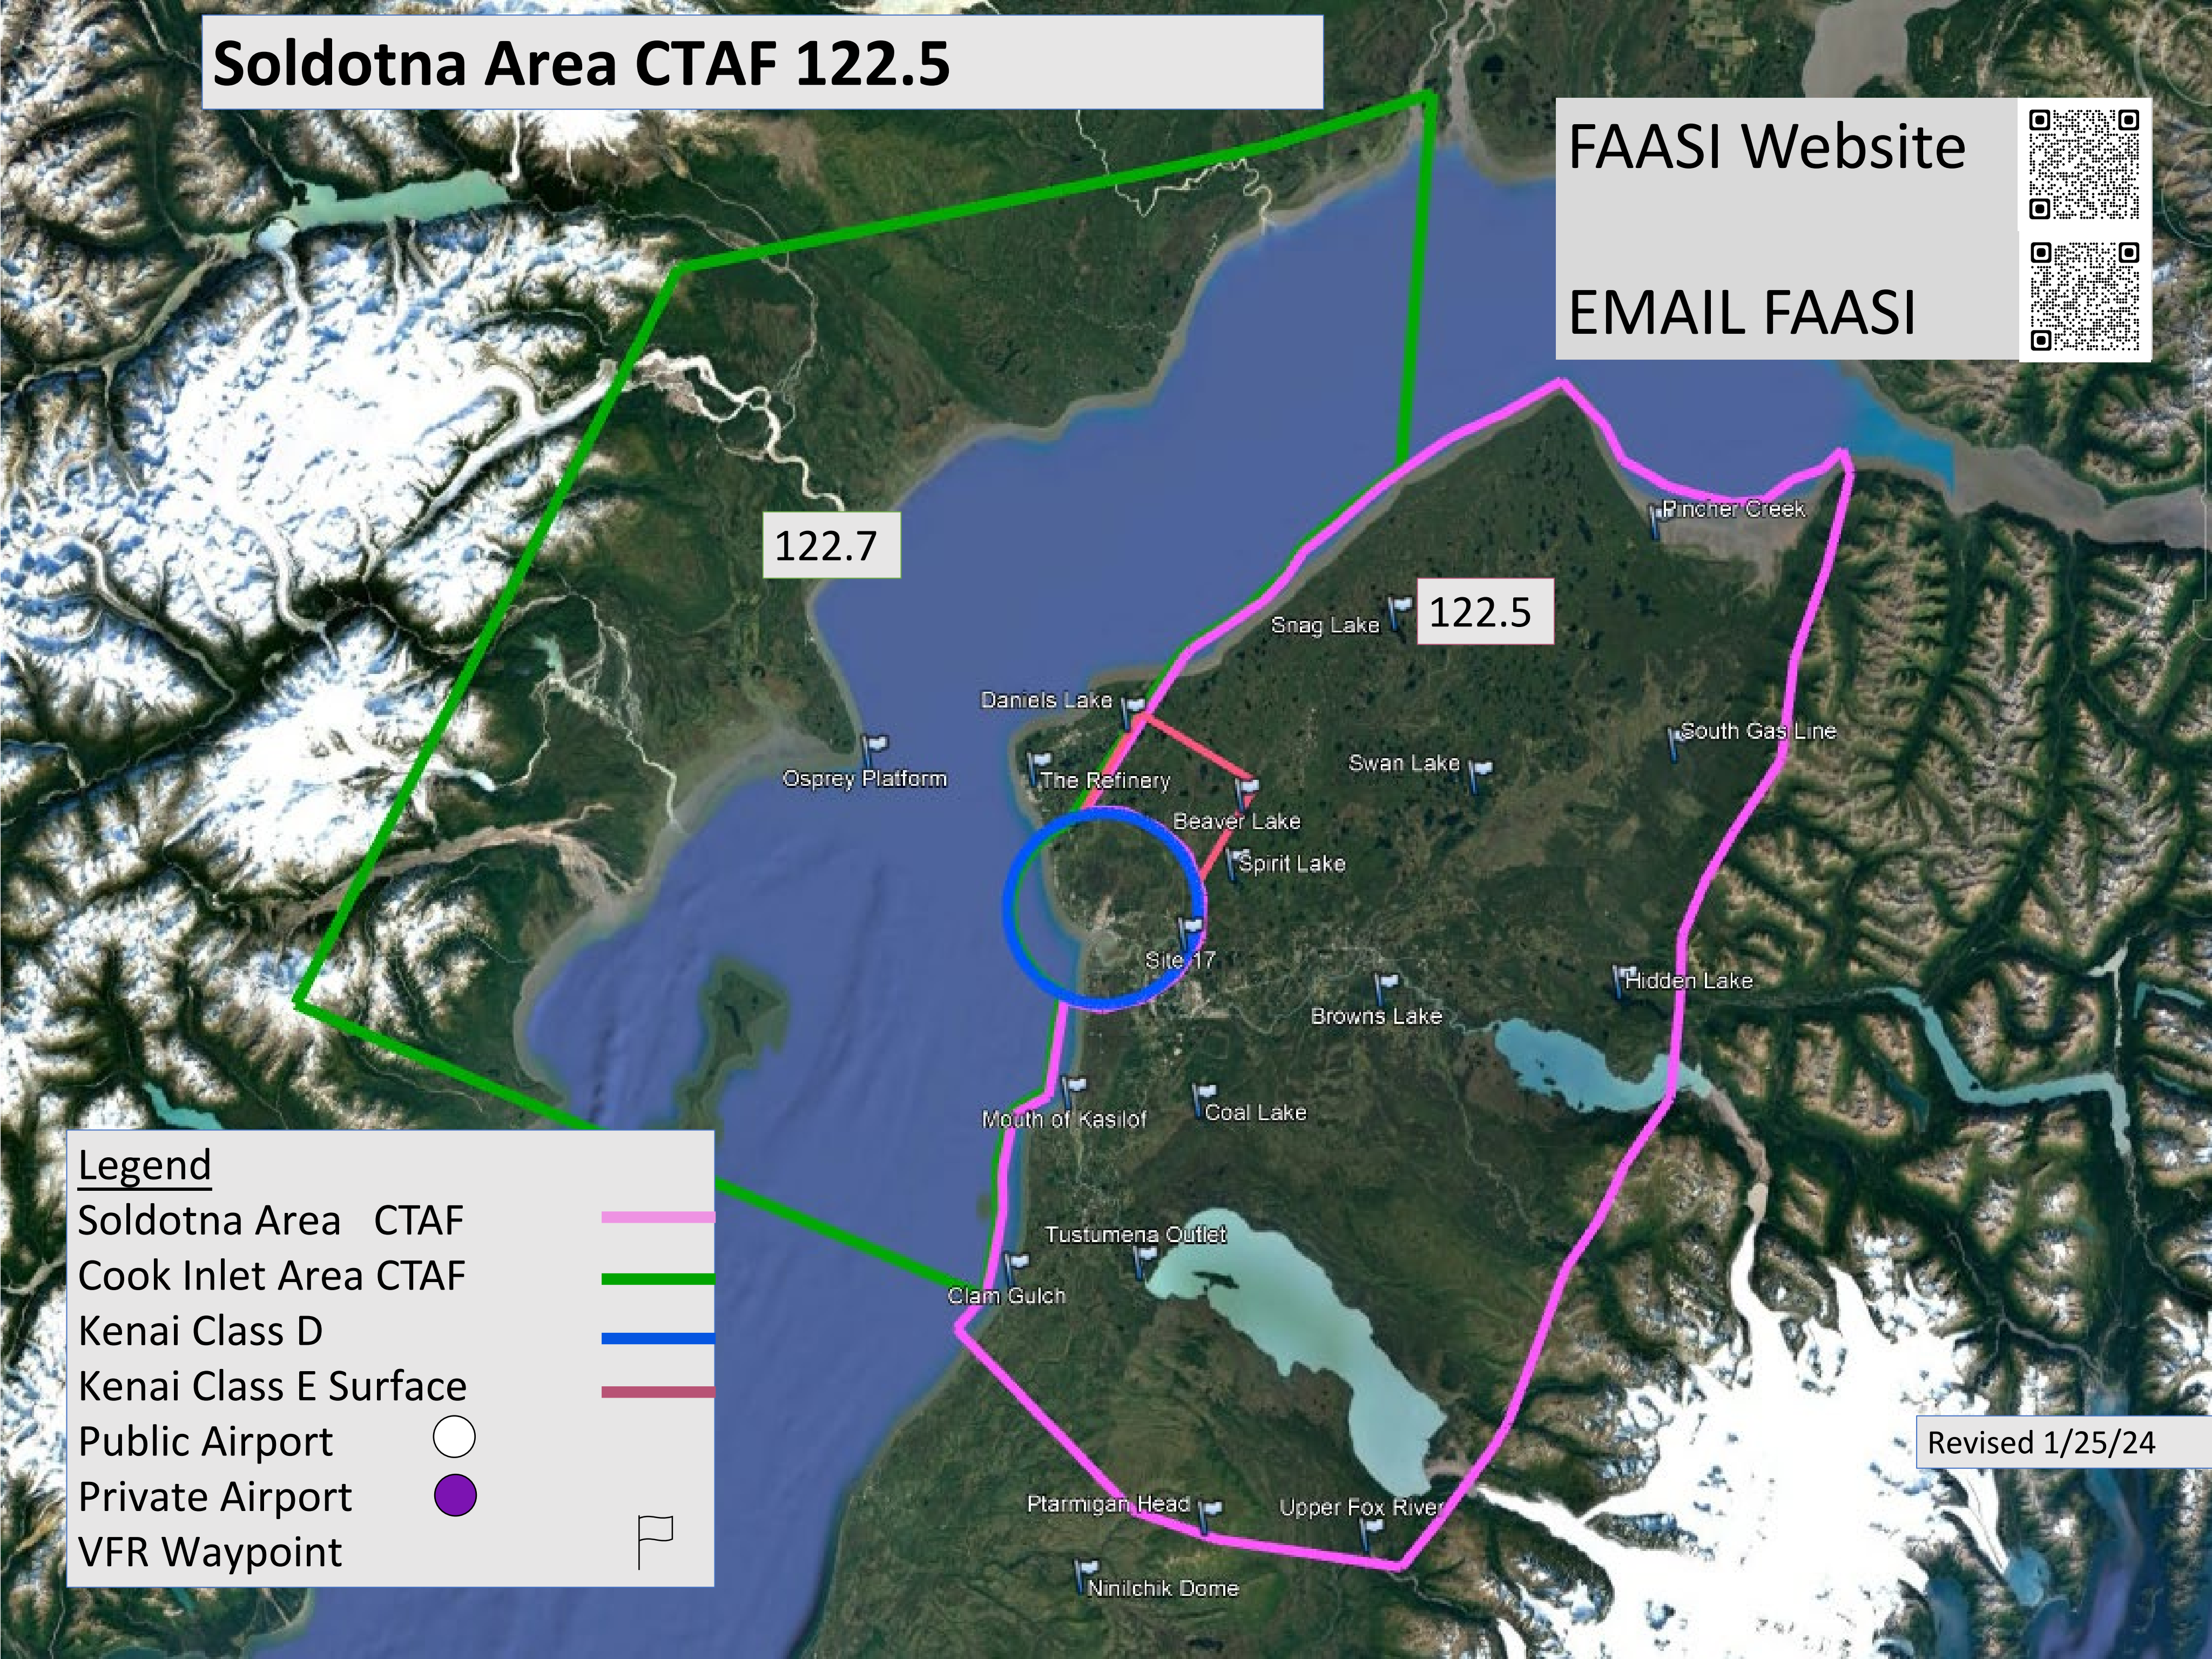 Soldotna Area CTAF 122.5
FAASI Website
EMAIL FAASI
122.7
Pincher Creek
122.5
Snag Lake
Daniels Lake
South Gas Line
Osprey Platform
The Refinery
Swan Lake
Beaver Lake
Spirit Lake
Site 17
Hidden Lake
Browns Lake
Mouth of Kasilof
Coal Lake
Tustumena Outlet
Clam Gulch
Legend
Soldotna Area CTAF
Cook Inlet Area CTAF
Kenai Class D
Kenai Class E Surface
Public Airport
Private Airport
VFR Waypoint
Revised 1/25/24
Ptarmigan Head
Upper Fox River
Ninilchik Dome